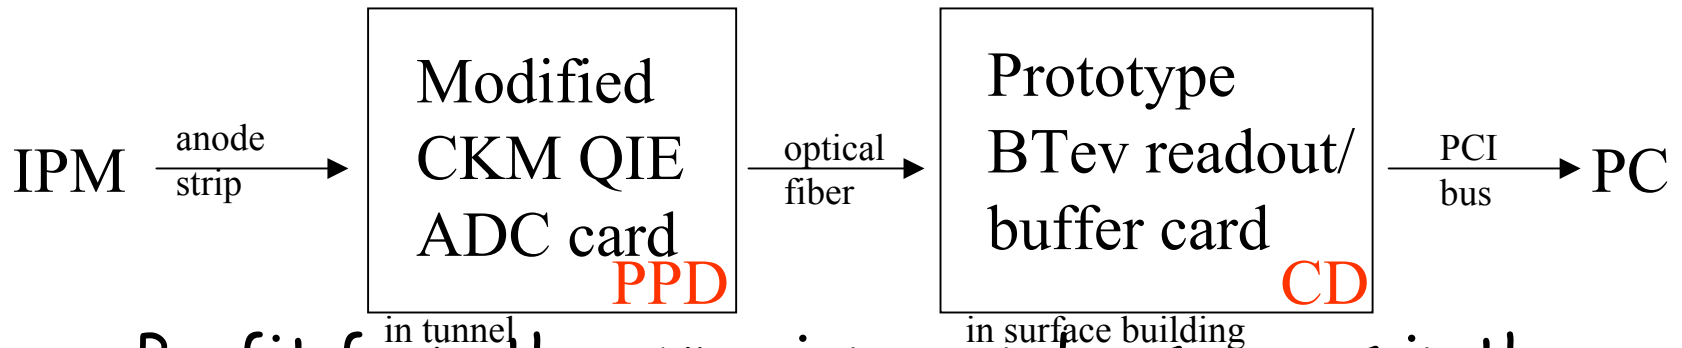 IPM
anode
strip
Modified
CKM QIE
ADC card
PPD
in tunnel
optical
fiber
Prototype
BTev readout/
buffer card
CD
in surface building
PCI
bus
PC